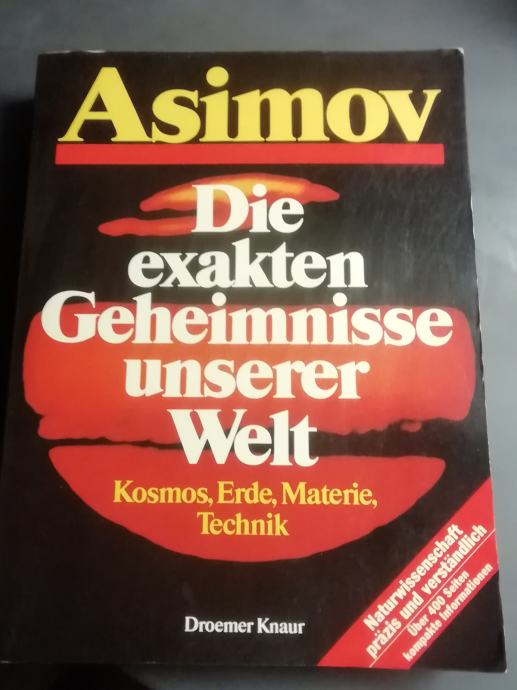 Asimov
Die
exakten
Geheimnisse
unserer
Welt
Kosmos, Erde, Materie,
Technik
Naturwissenschaft
präzis und verständlich
Über 400 Seiten
kompakte Informationen
Droemer Knaur